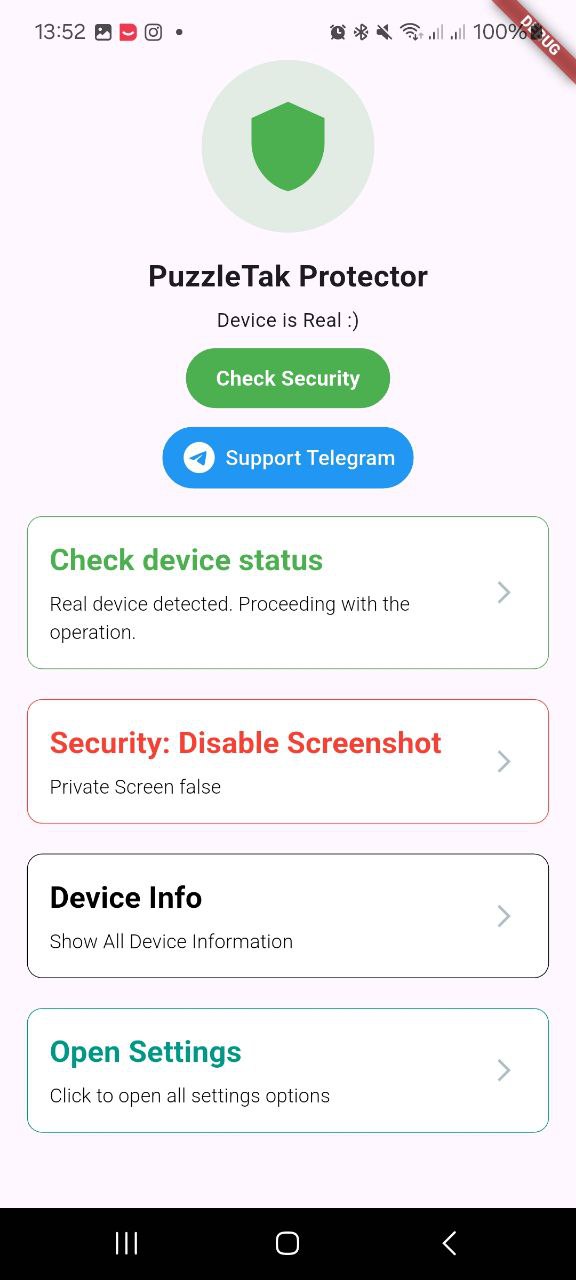 13:52
100%
DEBUG
PuzzleTak Protector
Device is Real :)
Check Security
Support Telegram
Check device status
Real device detected. Proceeding with the
operation.
Security: Disable Screenshot
Private Screen false
Device Info
Show All Device Information
Open Settings
Click to open all settings options